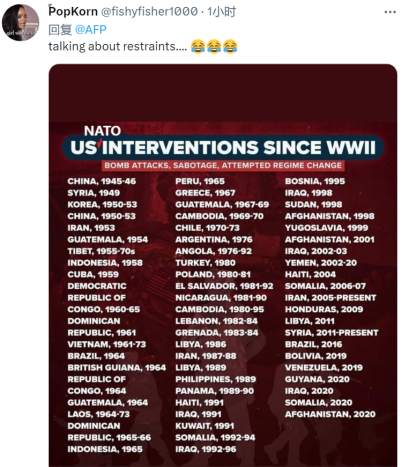 PopKorn @fishyfisher1000 · 1小时
回复 @AFP
talking about restraints.... 😂😂😂
NATO
US INTERVENTIONS SINCE WWII
BOMB ATTACKS, SABOTAGE, ATTEMPTED REGIME CHANGE
CHINA, 1945-46
SYRIA, 1949
KOREA, 1950-53
CHINA, 1950-53
IRAN, 1953
GUATEMALA, 1954
TIBET, 1955-70s
INDONESIA, 1958
CUBA, 1959
DEMOCRATIC
REPUBLIC OF
CONGO, 1960-65
DOMINICAN
REPUBLIC, 1961
VIETNAM, 1961-73
BRAZIL, 1964
BRITISH GUIANA, 1964
REPUBLIC OF
CONGO, 1964
GUATEMALA, 1964
LAOS, 1964-73
DOMINICAN
REPUBLIC, 1965-66
INDONESIA, 1965
PERU, 1965
GREECE, 1967
GUATEMALA, 1967-69
CAMBODIA, 1969-70
CHILE, 1970-73
ARGENTINA, 1976
ANGOLA, 1976-92
TURKEY, 1980
POLAND, 1980-81
EL SALVADOR, 1981-92
NICARAGUA, 1981-90
CAMBODIA, 1980-95
LEBANON, 1982-84
GRENADA, 1983-84
LIBYA, 1986
IRAN, 1987-88
LIBYA, 1989
PHILIPPINES, 1989
PANAMA, 1989-90
HAITI, 1991
IRAQ, 1991
KUWAIT, 1991
SOMALIA, 1992-94
IRAQ, 1992-96
BOSNIA, 1995
IRAQ, 1998
SUDAN, 1998
AFGHANISTAN, 1998
YUGOSLAVIA, 1999
AFGHANISTAN, 2001
IRAQ, 2002-03
YEMEN, 2002-20
HAITI, 2004
SOMALIA, 2006-07
IRAN, 2005-PRESENT
HONDURAS, 2009
LIBYA, 2011
SYRIA, 2011-PRESENT
BRAZIL, 2016
BOLIVIA, 2019
VENEZUELA, 2019
GUYANA, 2020
IRAQ, 2020
SOMALIA, 2020
AFGHANISTAN, 2020